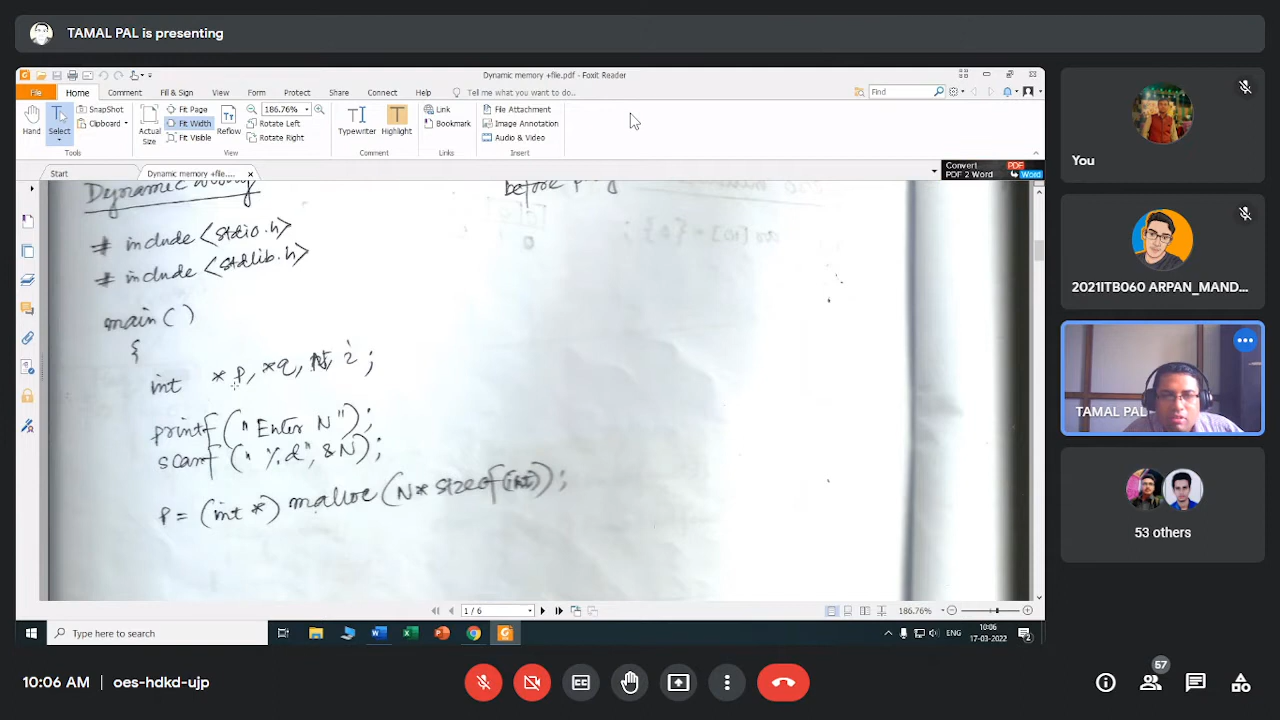 TAMAL PAL is presenting
Dynamic memory +file.pdf - Foxit Reader
File Home Comment Fill & Sign View Form Protect Share Connect Help Tell me what you want to do..
Find
Hand
Select
SnapShot
Clipboard
Actual Size
Fit Page
Fit Width
Fit Visible
Reflow
186.76%
Rotate Left
Rotate Right
Typewriter
Highlight
Link
Bookmark
File Attachment
Image Annotation
Audio & Video
Tools View Comment Links Insert
Start
Dynamic memory +file....
Convert PDF
PDF 2 Word Word
Dynamic
before
# include <stdio.h>
# include <stdlib.h>
main ( )
{
int *p, *q, N, i ;
printf (" Enter N");
scanf (" %d", &N);
p = (int *) malloc (N* sizeof(int));
1 / 6
186.76%
Type here to search
ENG
10:06
17-03-2022
You
2021ITB060 ARPAN_MAND...
TAMAL PAL
53 others
10:06 AM | oes-hdkd-ujp
57